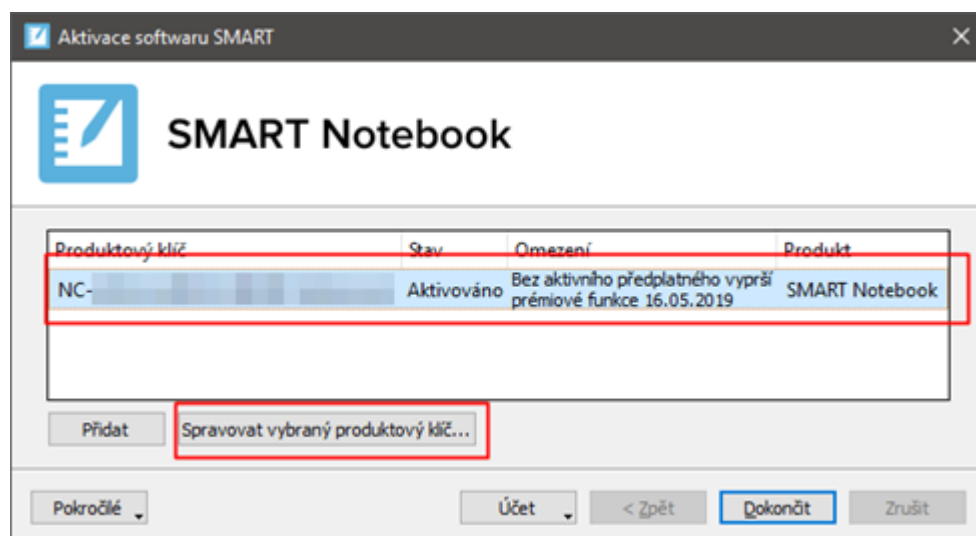 Aktivace softwaru SMART
SMART Notebook
Produktový klíč Stav Omezení Produkt
NC- Aktivováno Bez aktivního předplatného vyprší prémiové funkce 16.05.2019 SMART Notebook
Přidat Spravovat vybraný produktový klíč...
Pokročilé Účet < Zpět Dokončit Zrušit